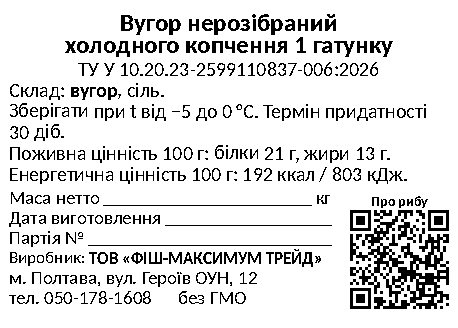 Вугор нерозібраний
холодного копчення 1 гатунку
ТУ У 10.20.23-2599110837-006:2026
Склад: вугор, сіль.
Зберігати при t від −5 до 0 °С. Термін придатності
30 діб.
Поживна цінність 100 г: білки 21 г, жири 13 г.
Енергетична цінність 100 г: 192 ккал / 803 кДж.
Маса нетто ______________________ кг
Дата виготовлення _________________
Партія № _________________________
Про рибу
Виробник: ТОВ «ФІШ-МАКСИМУМ ТРЕЙД»
м. Полтава, вул. Героїв ОУН, 12
тел. 050-178-1608 без ГМО